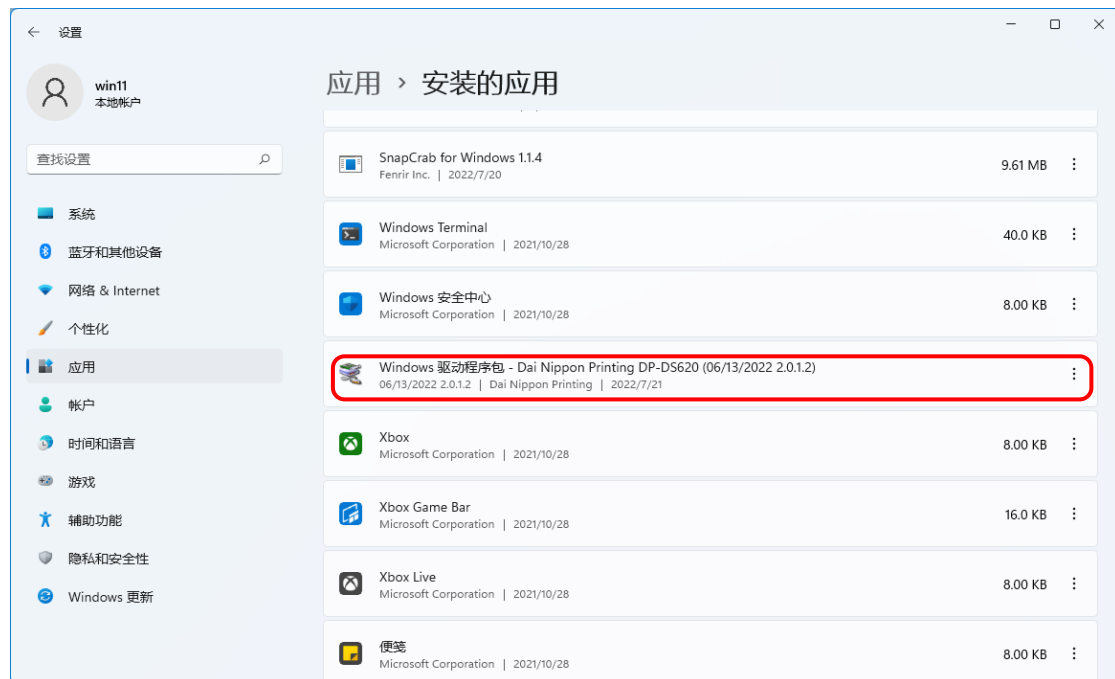 设置
win11
本地帐户
查找设置
系统
蓝牙和其他设备
网络 & Internet
个性化
应用
帐户
时间和语言
游戏
辅助功能
隐私和安全性
Windows 更新
应用 › 安装的应用
SnapCrab for Windows 1.1.4
Fenrir Inc. | 2022/7/20
9.61 MB
Windows Terminal
Microsoft Corporation | 2021/10/28
40.0 KB
Windows 安全中心
Microsoft Corporation | 2021/10/28
8.00 KB
Windows 驱动程序包 - Dai Nippon Printing DP-DS620 (06/13/2022 2.0.1.2)
06/13/2022 2.0.1.2 | Dai Nippon Printing | 2022/7/21
Xbox
Microsoft Corporation | 2021/10/28
8.00 KB
Xbox Game Bar
Microsoft Corporation | 2021/10/28
16.0 KB
Xbox Live
Microsoft Corporation | 2021/10/28
8.00 KB
便笺
Microsoft Corporation | 2021/10/28
8.00 KB